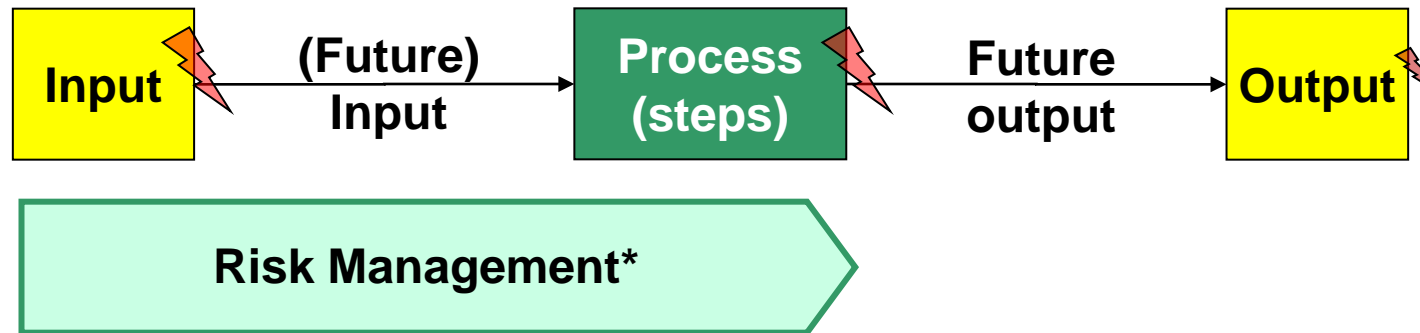 Input
(Future)
Input
Process
(steps)
Future
output
Output
Risk Management*